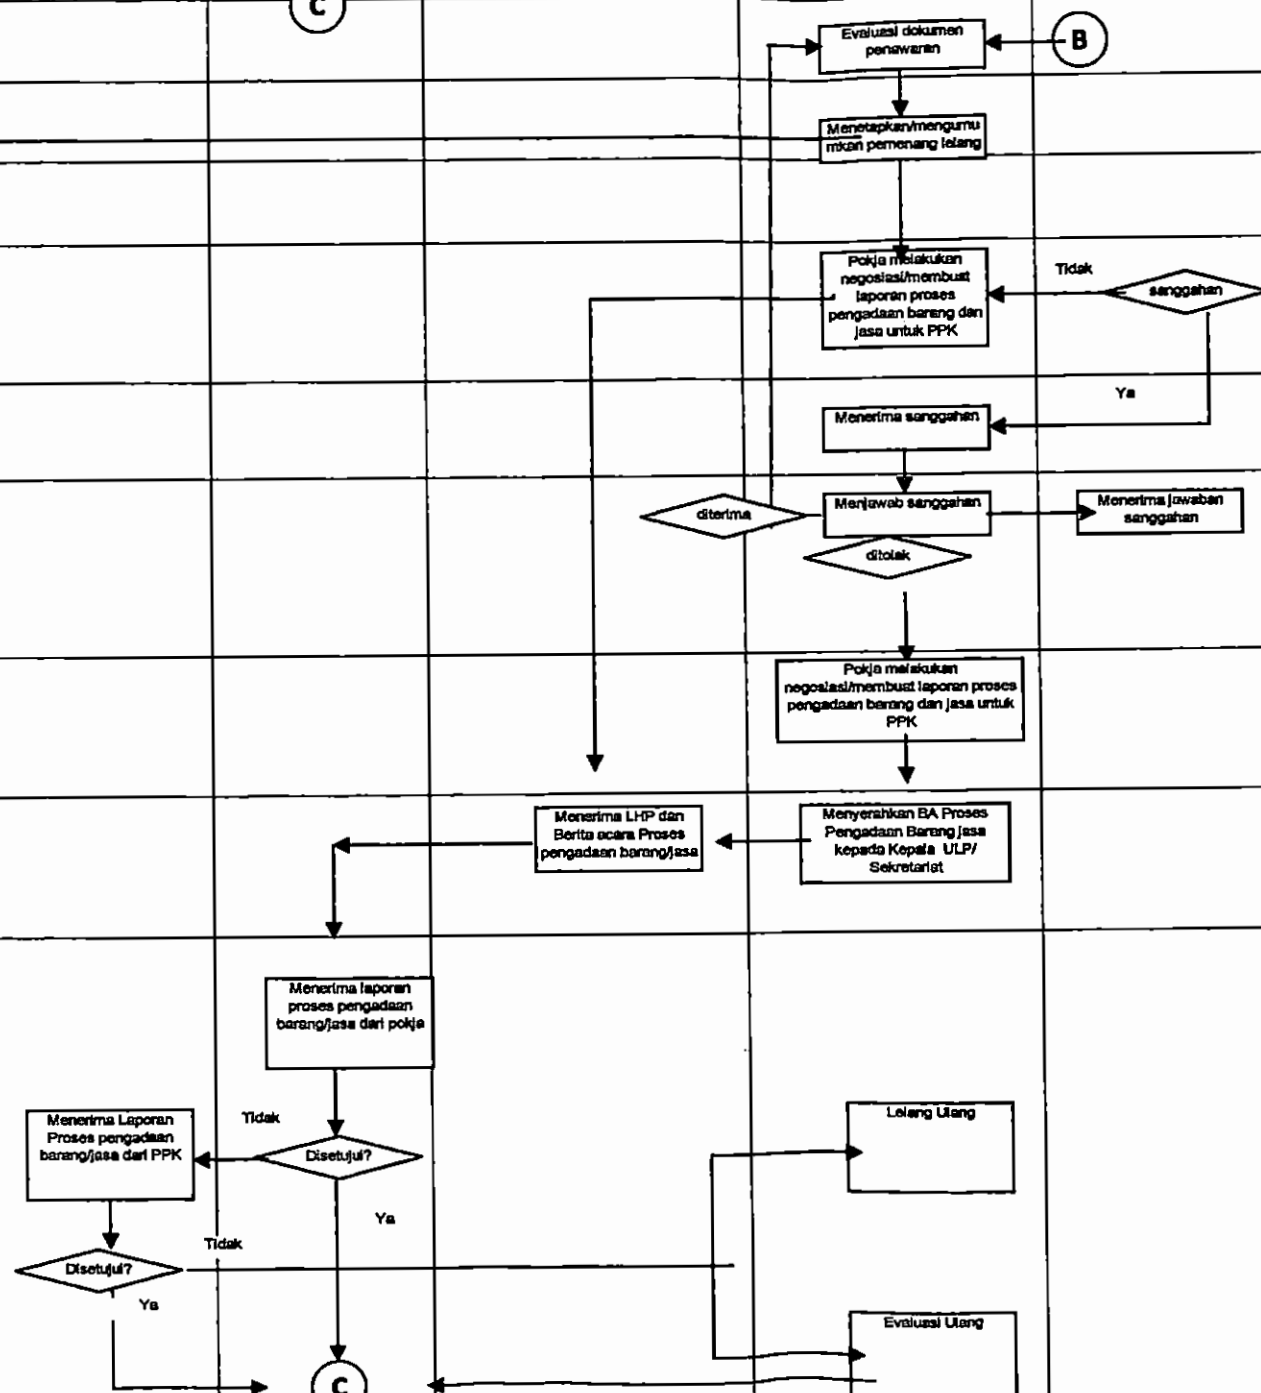 C
Evaluasi dokumen
penawaran
B
Menetapkan/mengumu
mkan pemenang lelang
Pokja melakukan
negosiasi/membuat
laporan proses
pengadaan barang dan
jasa untuk PPK
Tidak
sanggahan
Ya
Menerima sanggahan
diterima
Menjawab sanggahan
Menerima jawaban
sanggahan
ditolak
Pokja melakukan
negosiasi/membuat laporan proses
pengadaan barang dan jasa untuk
PPK
Menerima LHP dan
Berita acara Proses
pengadaan barang/jasa
Menyerahkan BA Proses
Pengadaan Barang jasa
kepada Kepala ULP/
Sekretariat
Menerima laporan
proses pengadaan
barang/jasa dari pokja
Menerima Laporan
Proses pengadaan
barang/jasa dari PPK
Tidak
Disetujui?
Lelang Ulang
Ya
Tidak
Disetujui?
Ya
Evaluasi Ulang
C